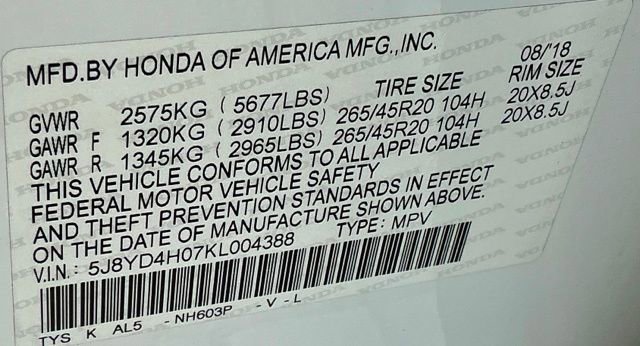 MFD.BY HONDA OF AMERICA MFG.,INC. 08/'18
TIRE SIZE RIM SIZE
GVWR 2575KG ( 5677LBS)
GAWR F 1320KG ( 2910LBS) 265/45R20 104H 20X8.5J
GAWR R 1345KG ( 2965LBS) 265/45R20 104H 20X8.5J
THIS VEHICLE CONFORMS TO ALL APPLICABLE
FEDERAL MOTOR VEHICLE SAFETY
AND THEFT PREVENTION STANDARDS IN EFFECT
ON THE DATE OF MANUFACTURE SHOWN ABOVE.
V.I.N.: 5J8YD4H07KL004388 TYPE: MPV
TYS K AL5 -NH603P -V-L